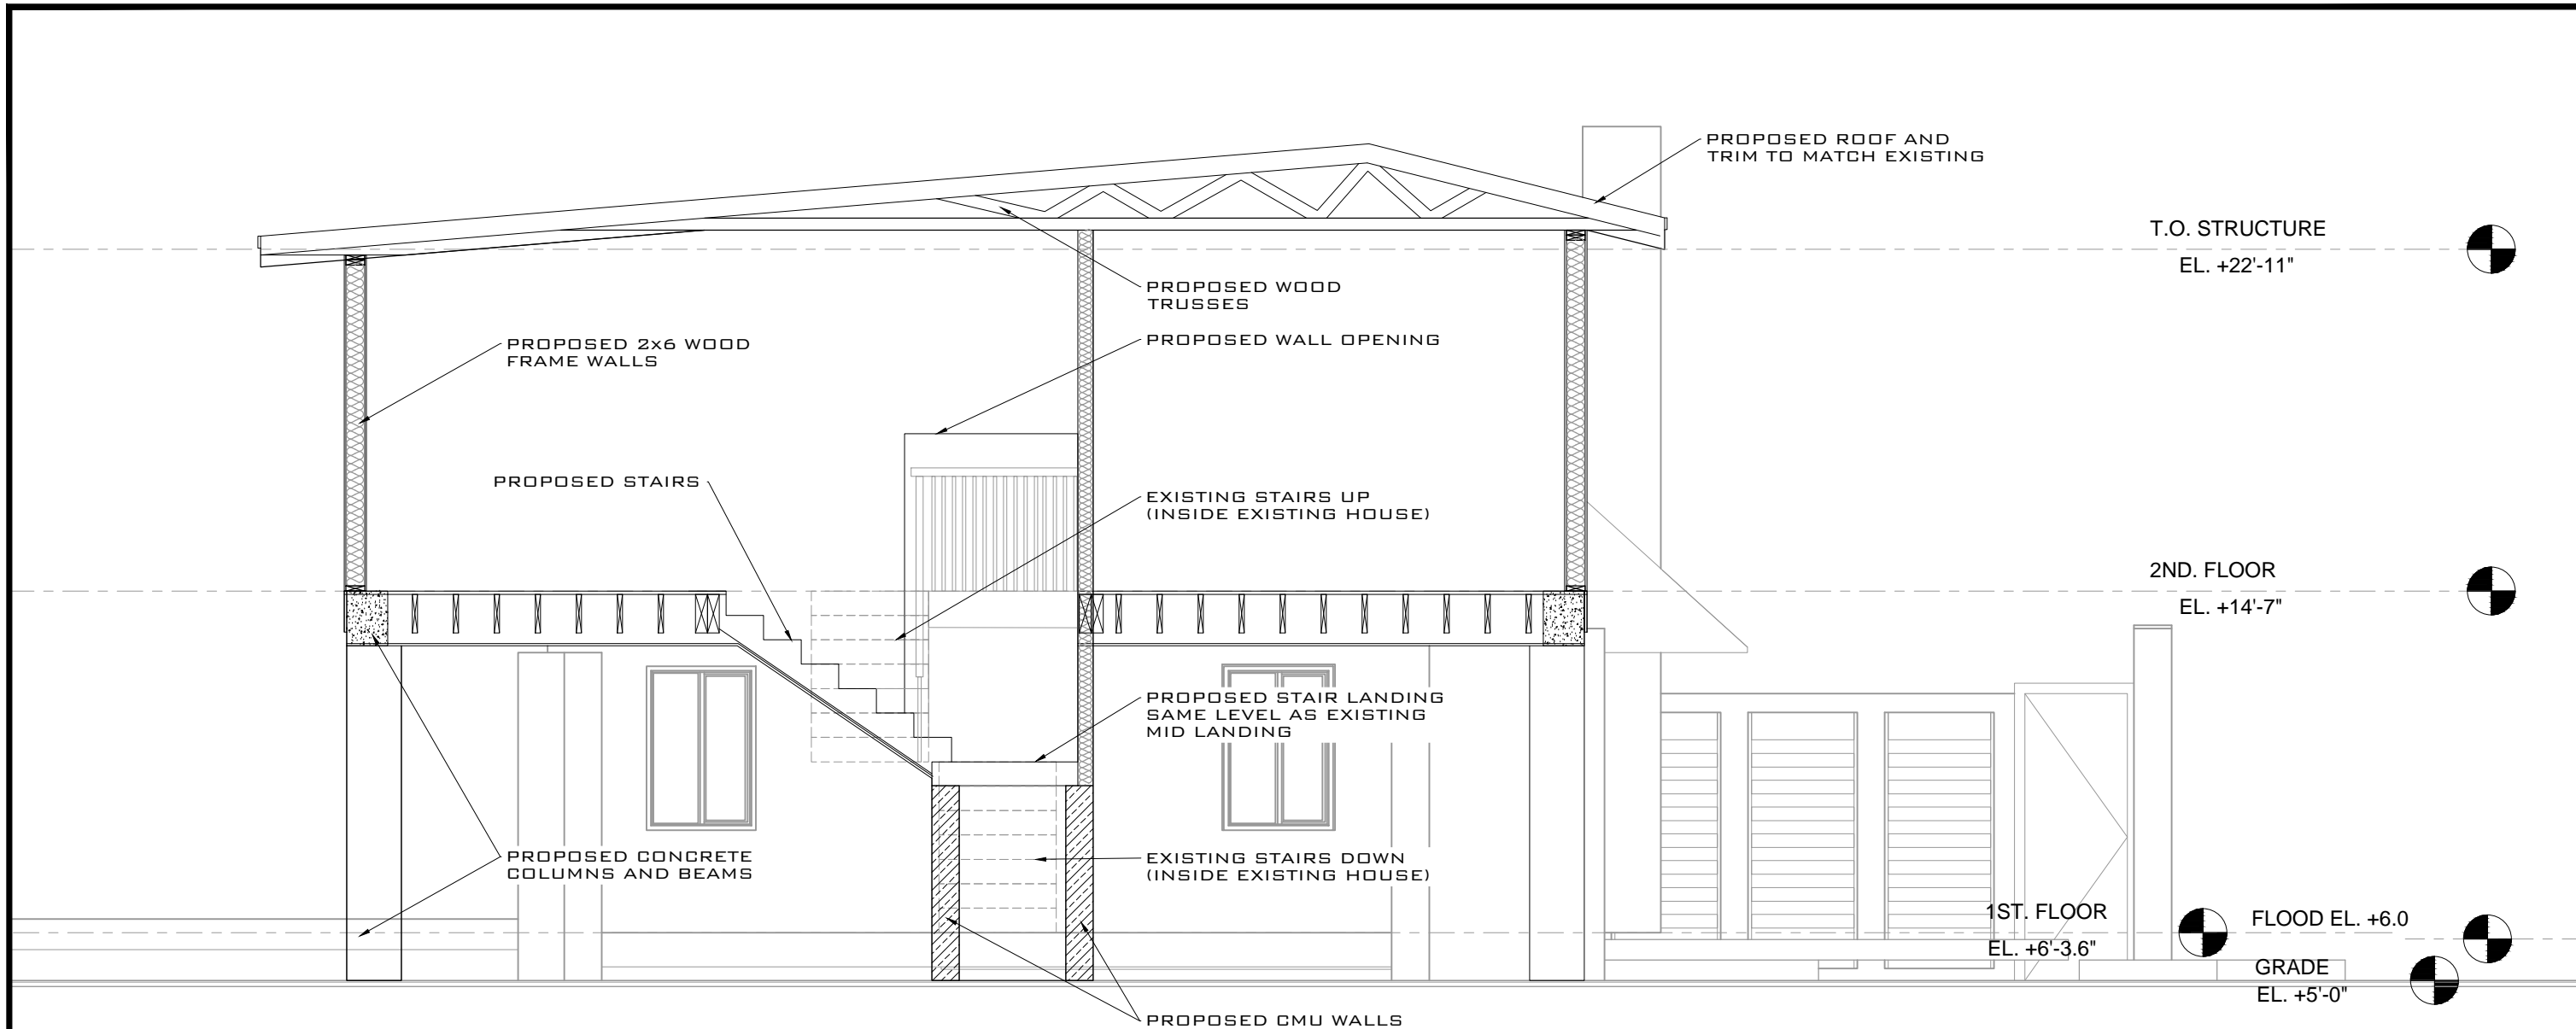 PROPOSED ROOF AND
TRIM TO MATCH EXISTING
T.O. STRUCTURE
EL. +22'-11"
PROPOSED WOOD
TRUSSES
PROPOSED WALL OPENING
PROPOSED 2x6 WOOD
FRAME WALLS
PROPOSED STAIRS
EXISTING STAIRS UP
(INSIDE EXISTING HOUSE)
2ND. FLOOR
EL. +14'-7"
PROPOSED STAIR LANDING
SAME LEVEL AS EXISTING
MID LANDING
PROPOSED CONCRETE
COLUMNS AND BEAMS
EXISTING STAIRS DOWN
(INSIDE EXISTING HOUSE)
1ST. FLOOR
EL. +6'-3.6"
FLOOD EL. +6.0
GRADE
EL. +5'-0"
PROPOSED CMU WALLS